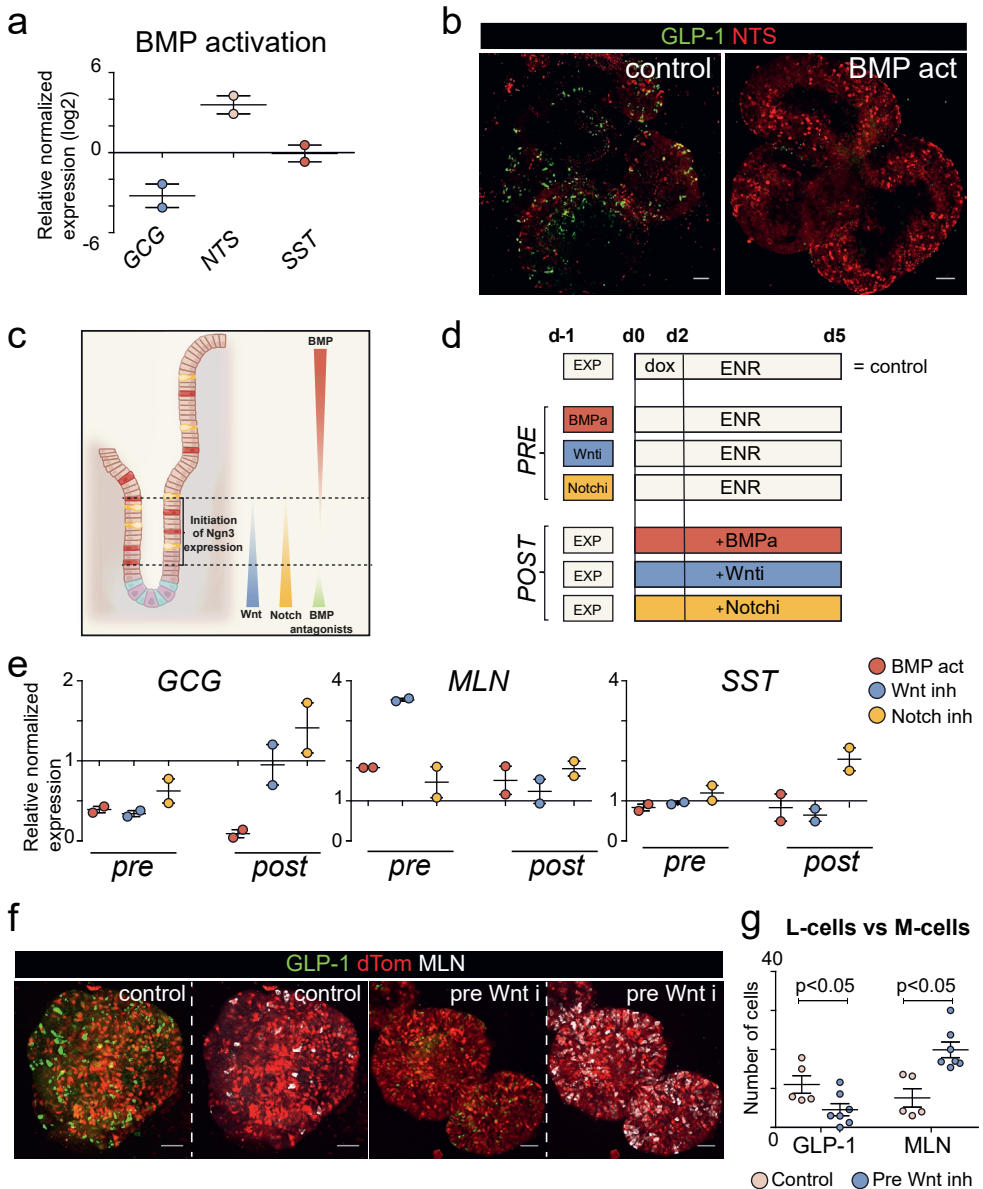 a
BMP activation
Relative normalized
expression (log2)
6
0
-6
GCG
NTS
SST
b
GLP-1 NTS
control
BMP act
c
BMP
Initiation
of Ngn3
expression
Wnt
Notch
BMP
antagonists
d
d-1
d0
d2
d5
EXP
dox
ENR
= control
PRE
BMPa
ENR
Wnti
ENR
Notchi
ENR
POST
EXP
+BMPa
EXP
+Wnti
EXP
+Notchi
e
Relative normalized
expression
GCG
2
1
0
pre
post
MLN
4
1
0
pre
post
SST
4
1
0
pre
post
BMP act
Wnt inh
Notch inh
f
GLP-1 dTom MLN
control
control
pre Wnt i
pre Wnt i
g
L-cells vs M-cells
Number of cells
40
0
p<0.05
p<0.05
GLP-1
MLN
Control
Pre Wnt inh